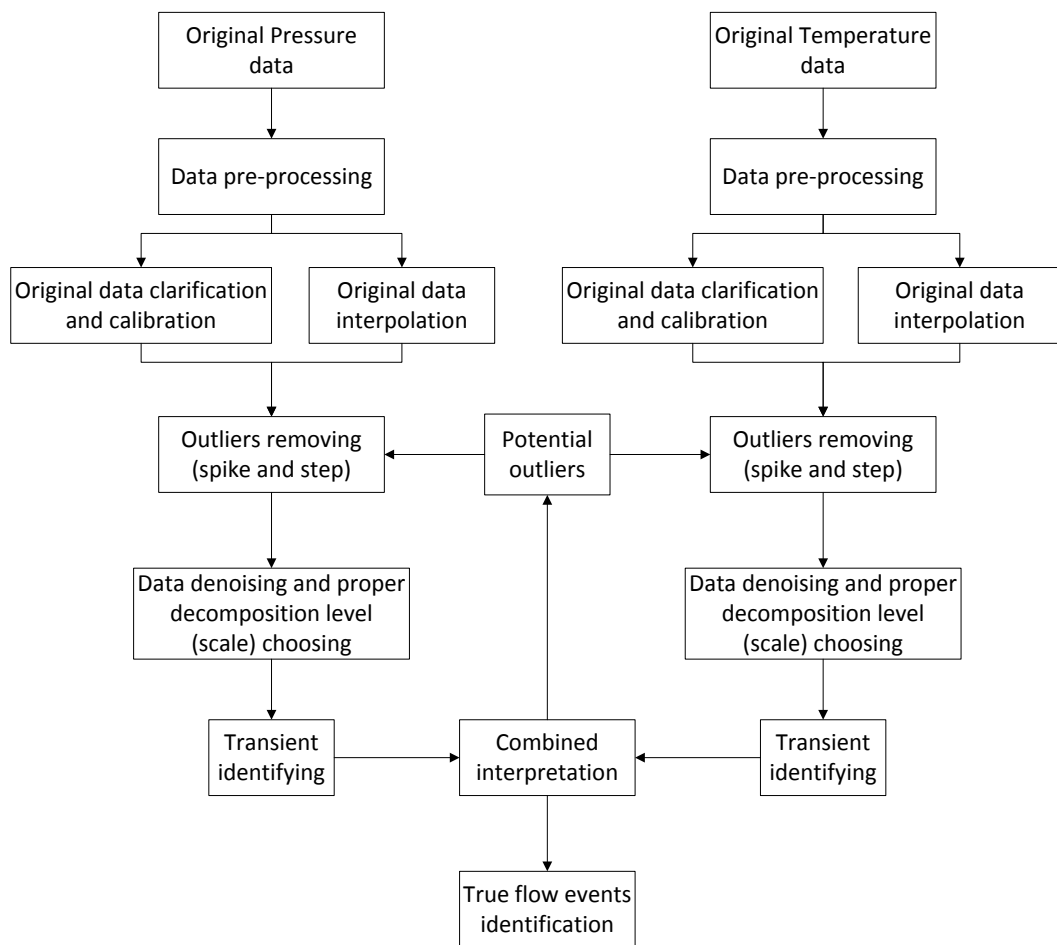 Original Pressure
data
Original Temperature
data
Data pre-processing
Data pre-processing
Original data clarification
and calibration
Original data
interpolation
Original data clarification
and calibration
Original data
interpolation
Outliers removing
(spike and step)
Potential
outliers
Outliers removing
(spike and step)
Data denoising and proper
decomposition level
(scale) choosing
Data denoising and proper
decomposition level
(scale) choosing
Transient
identifying
Combined
interpretation
Transient
identifying
True flow events
identification